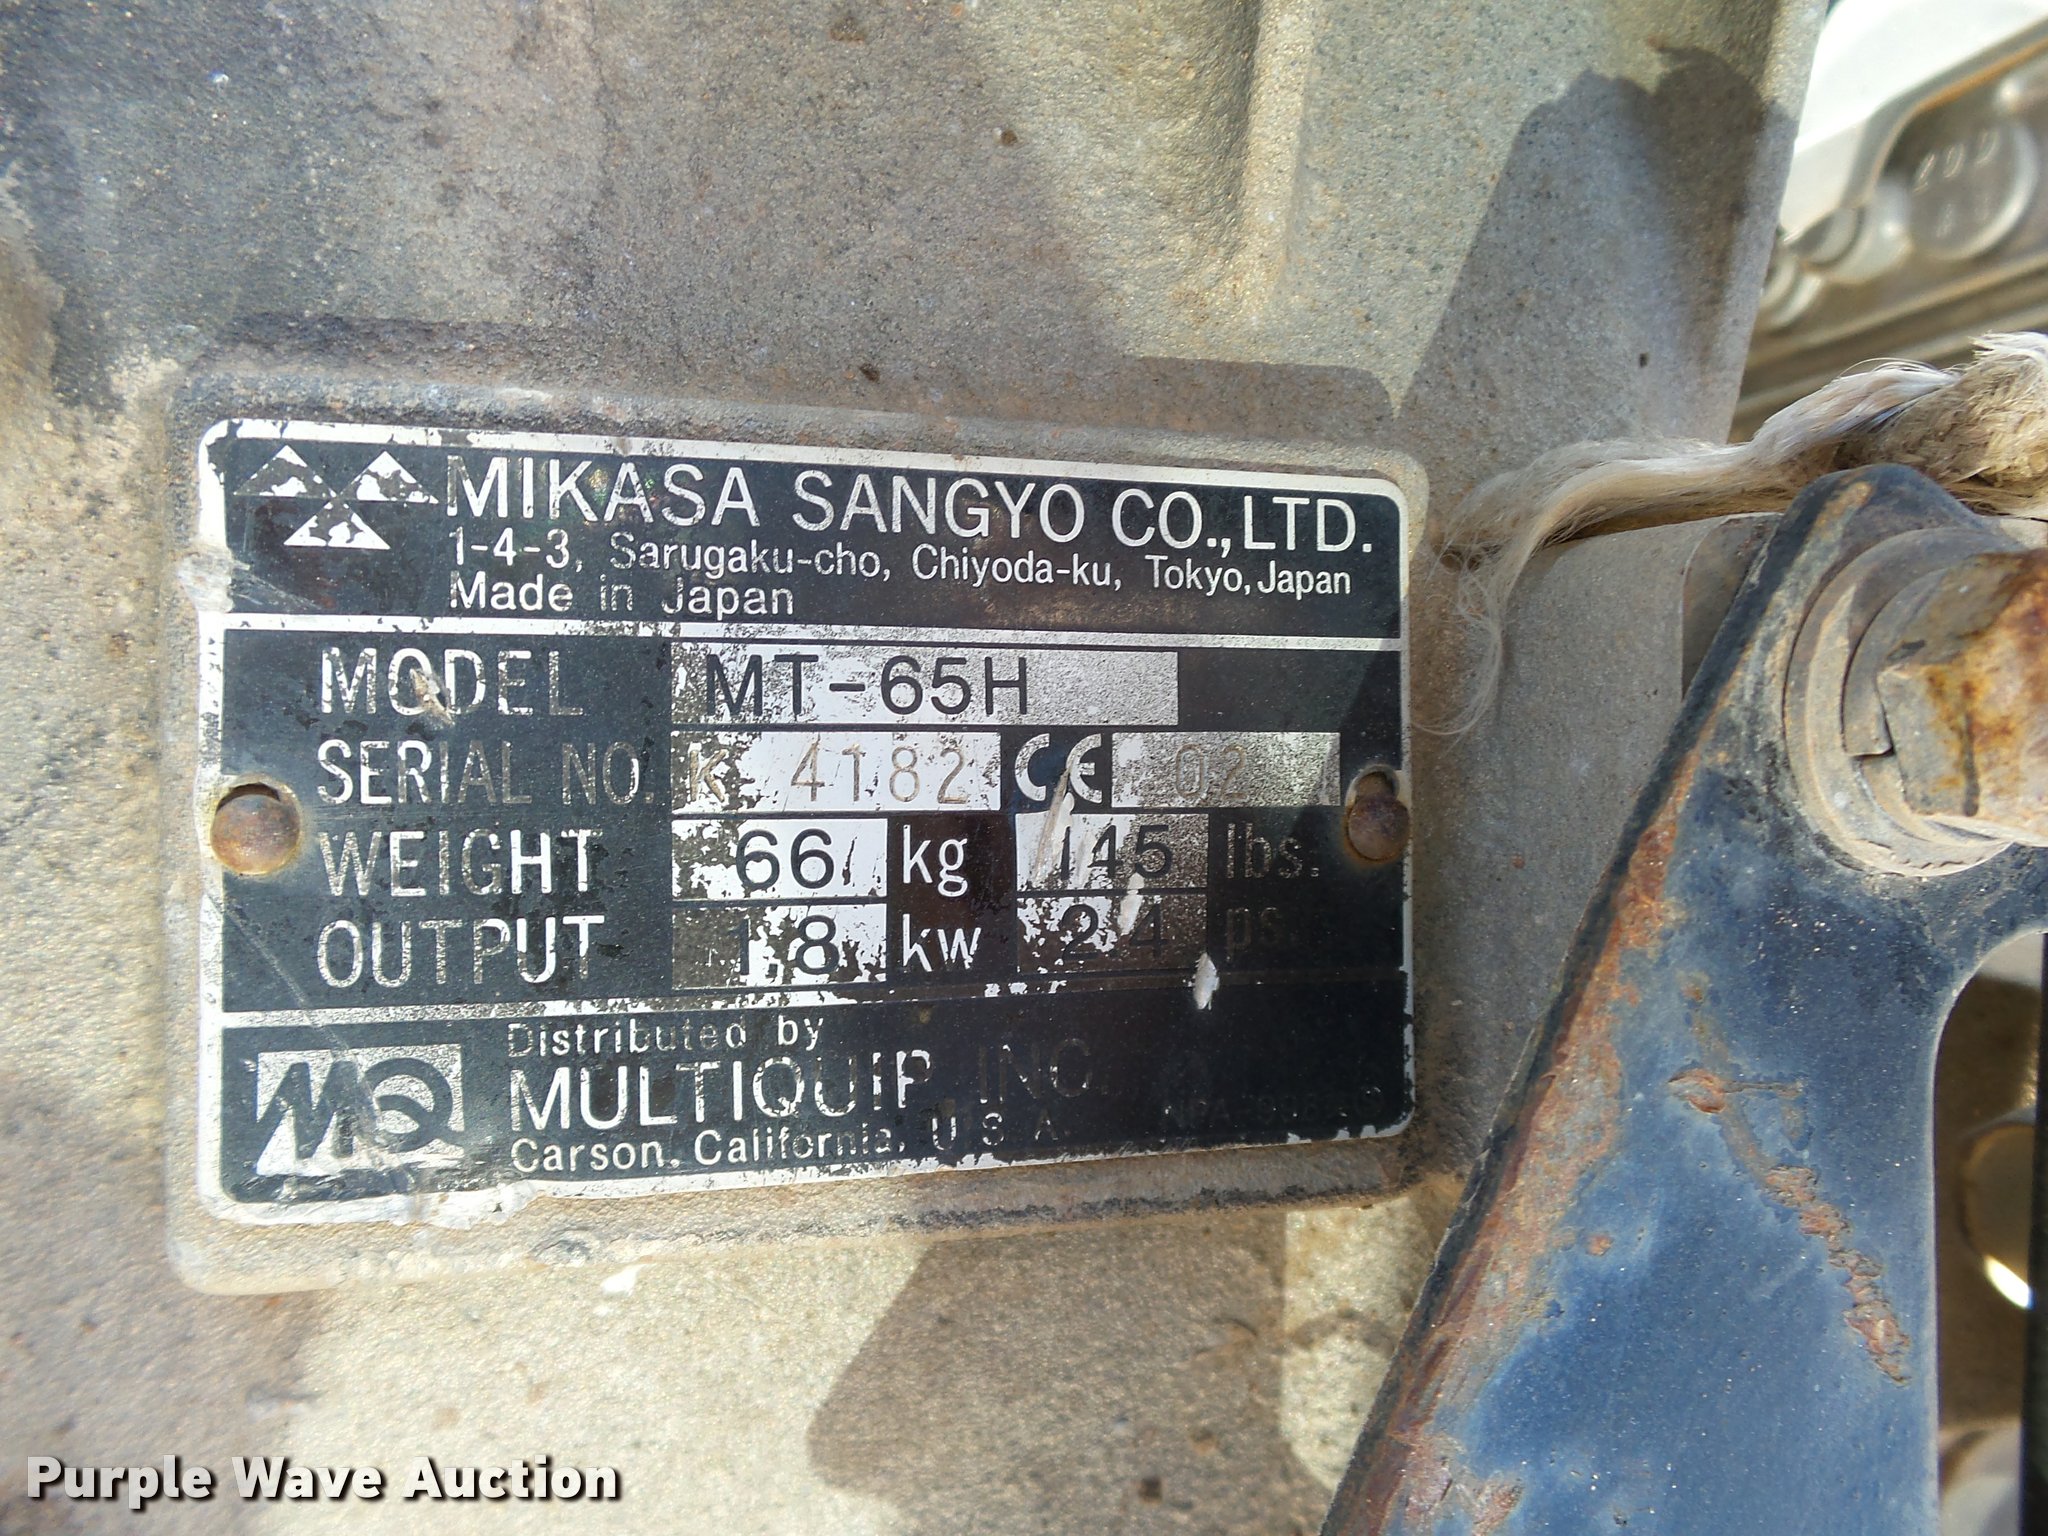 MIKASA SANGYO CO., LTD.
1-4-3, Sarugaku-cho, Chiyoda-ku, Tokyo, Japan
Made in Japan
MODEL MT-65H
SERIAL NO. K- 4182 CE 02
WEIGHT 66 kg 145 lbs.
OUTPUT 1.8 kw 2.4 ps.
MQ Distributed by
MULTIQUIP INC.
Carson, California, U.S.A.
Purple Wave Auction